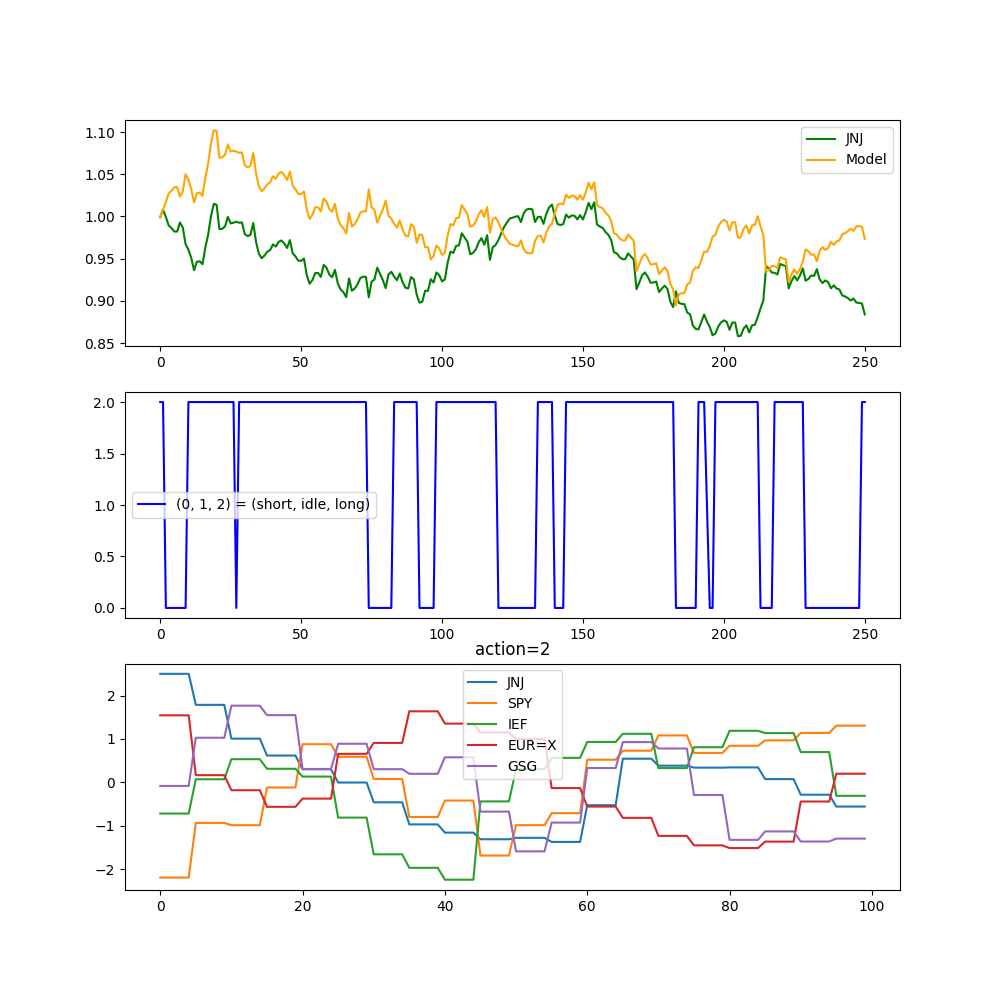 1.10
1.05
1.00
0.95
0.90
0.85
JNJ
Model
0 50 100 150 200 250
2.0
1.5
1.0
0.5
0.0
(0, 1, 2) = (short, idle, long)
0 50 100 150 200 250
action=2
2
1
0
−1
−2
JNJ
SPY
IEF
EUR=X
GSG
0 20 40 60 80 100